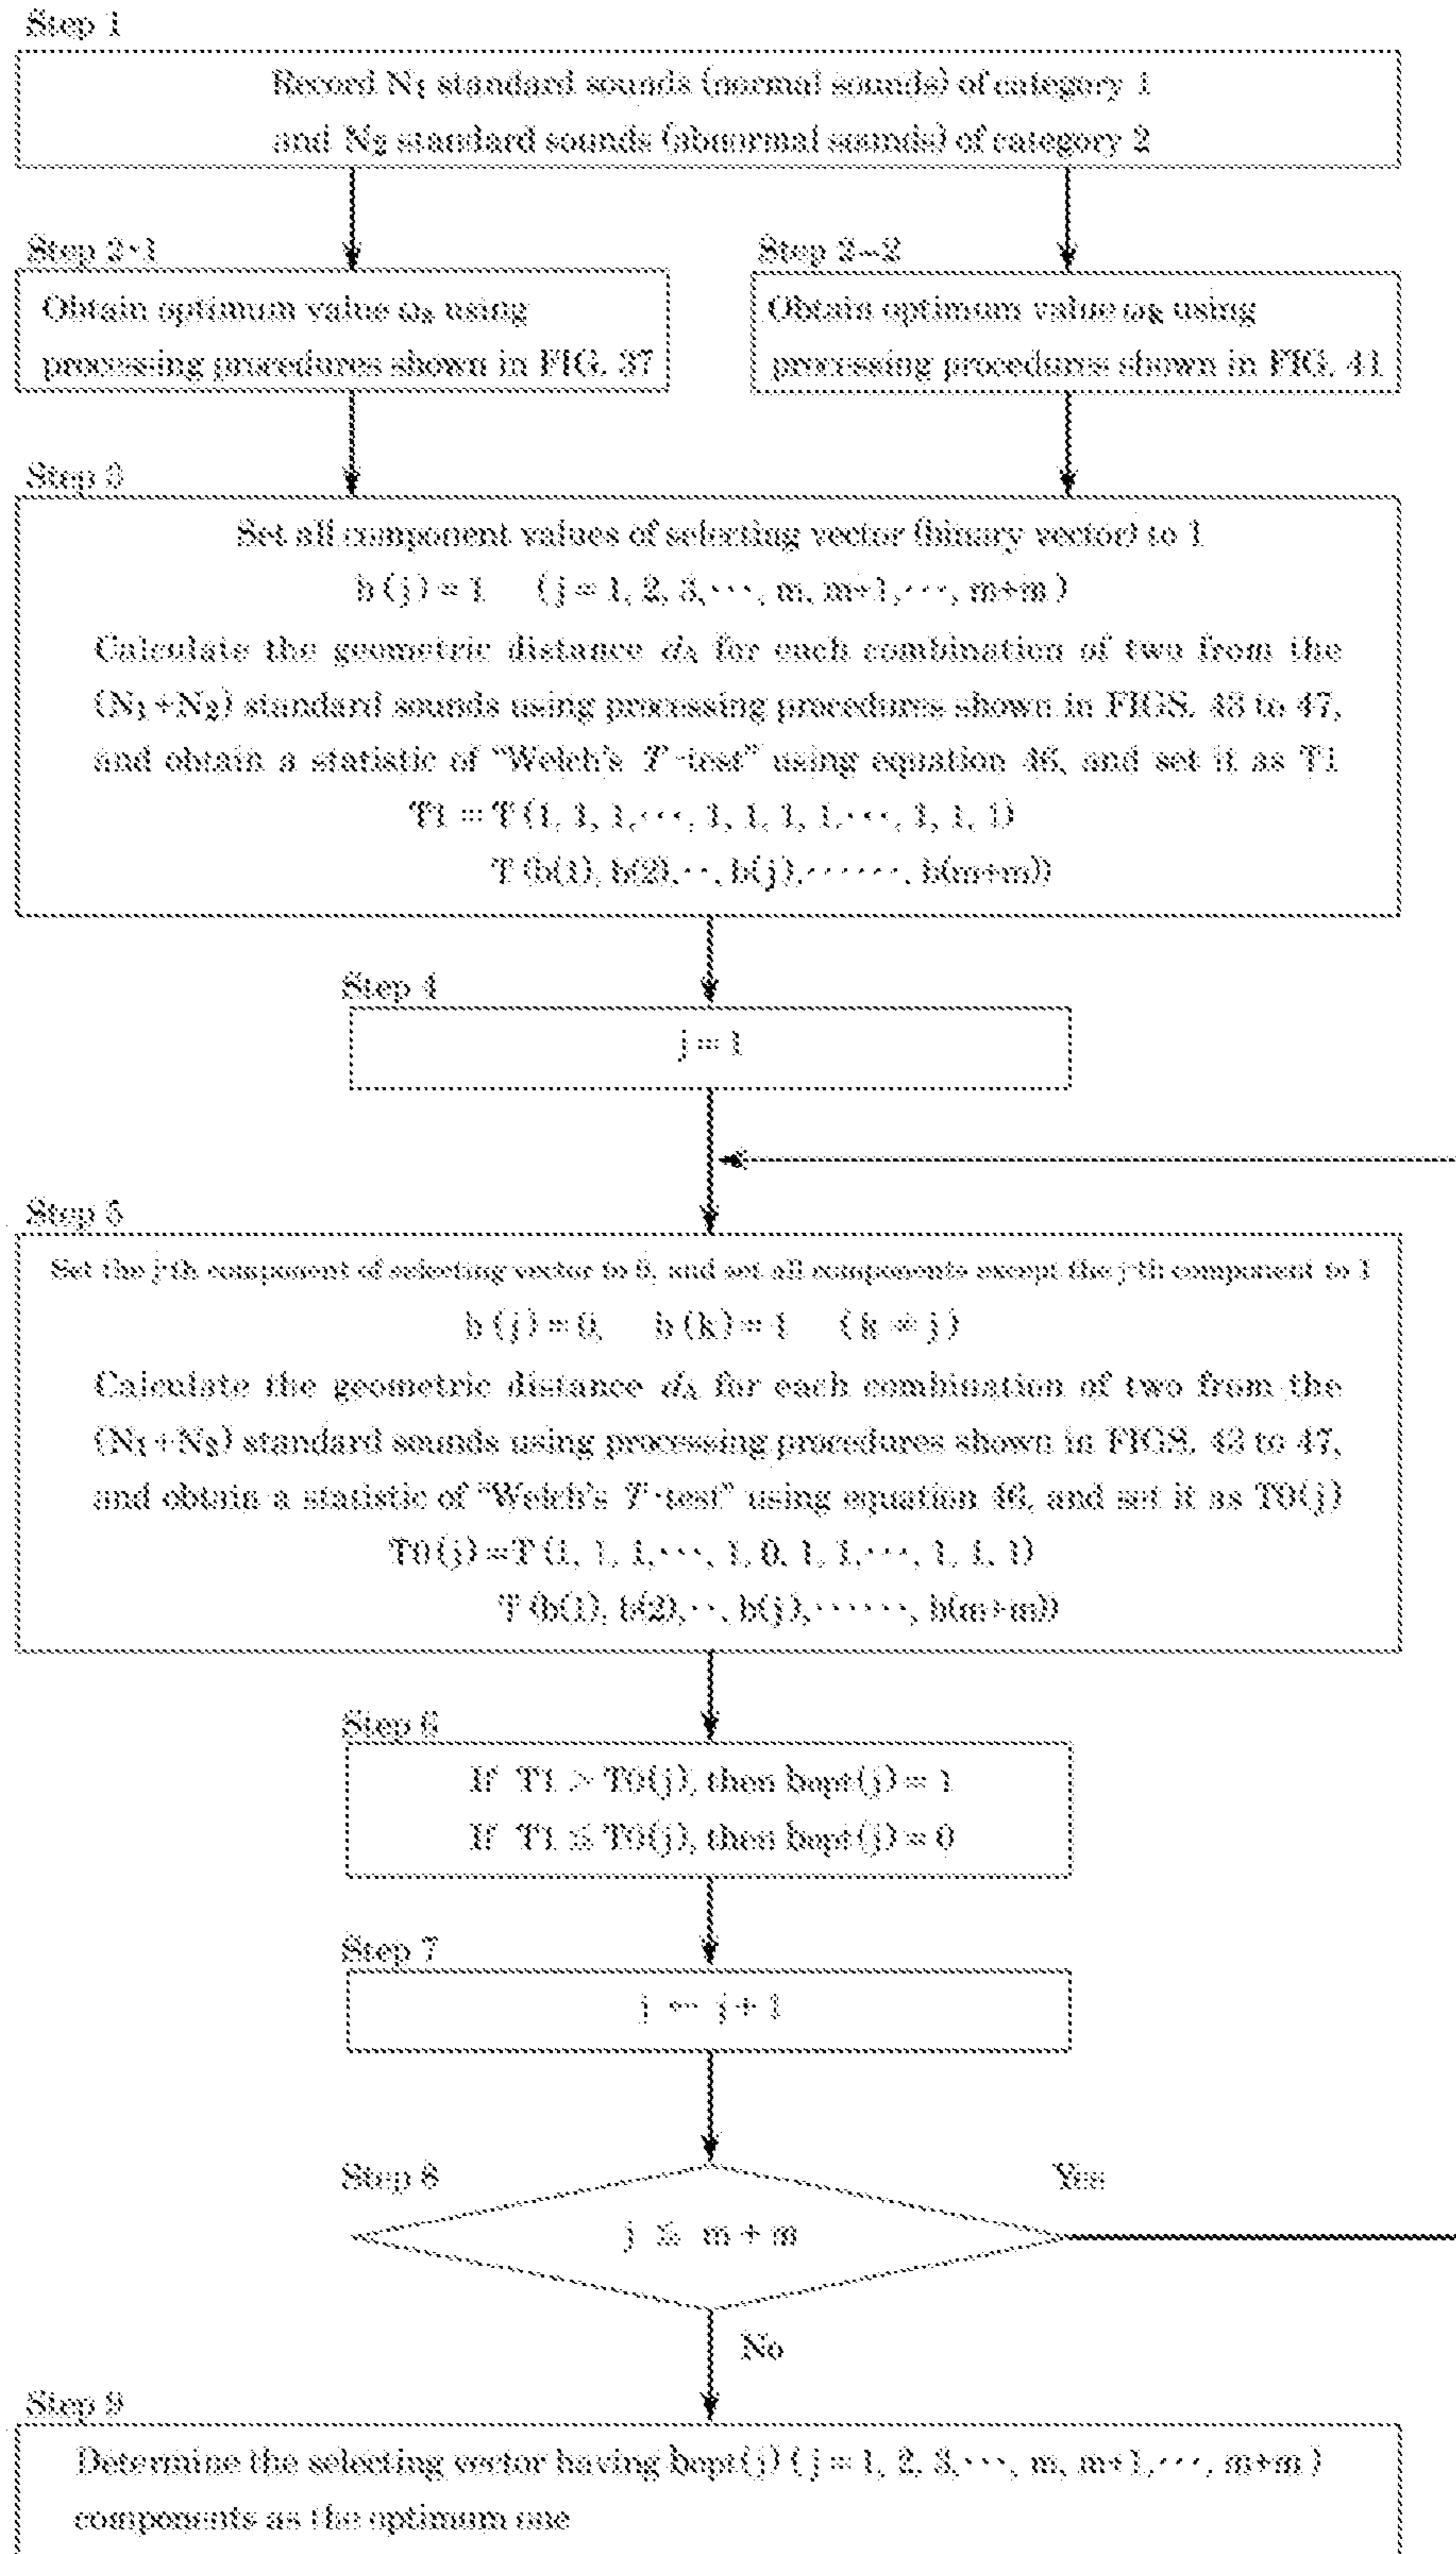 Step 1
Record N1 standard sounds (normal sounds) of category 1
and N2 standard sounds (abnormal sounds) of category 2
Step 2-1
Obtain optimum value using
processing procedures shown in FIG. 37
Step 2-2
Obtain optimum value using
processing procedures shown in FIG. 41
Step 3
Set all component values of selecting vector (binary vector) to 1
b(j)=1 (j=1, 2, 3,···, m, m+1,···, m+m)
Calculate the geometric distance dA for each combination of two from the
(N1+N2) standard sounds using processing procedures shown in FIGS. to 47,
and obtain a statistic of "Welch's T-test" using equation 46, and set it as T1
T1 = T(1, 1, 1,···, 1, 1, 1, 1,···, 1, 1, 1)
T(b(1), b(2),··, b(j),······, b(m+m))
Step 4
j=1
Step 5
Set the j-th component of selecting vector to 0, and set all components except the j-th component to 1
b(j)=0, b(k)=1 (k≠j)
Calculate the geometric distance dA for each combination of two from the
(N1+N2) standard sounds using processing procedures shown in FIGS. to 47,
and obtain a statistic of "Welch's T-test" using equation 46, and set it as T0(j)
T0(j)=T(1, 1, 1,···, 1, 0, 1, 1,···, 1, 1, 1)
T(b(1), b(2),··, b(j),······, b(m+m))
Step 6
If T1 > T0(j), then bopt(j)=1
If T1 ≦ T0(j), then bopt(j)=0
Step 7
j ← j+1
Step 8
Yes
j ≦ m+m
No
Step 9
Determine the selecting vector having bopt(j) (j=1, 2, 3,···, m, m+1,···, m+m)
components as the optimum one